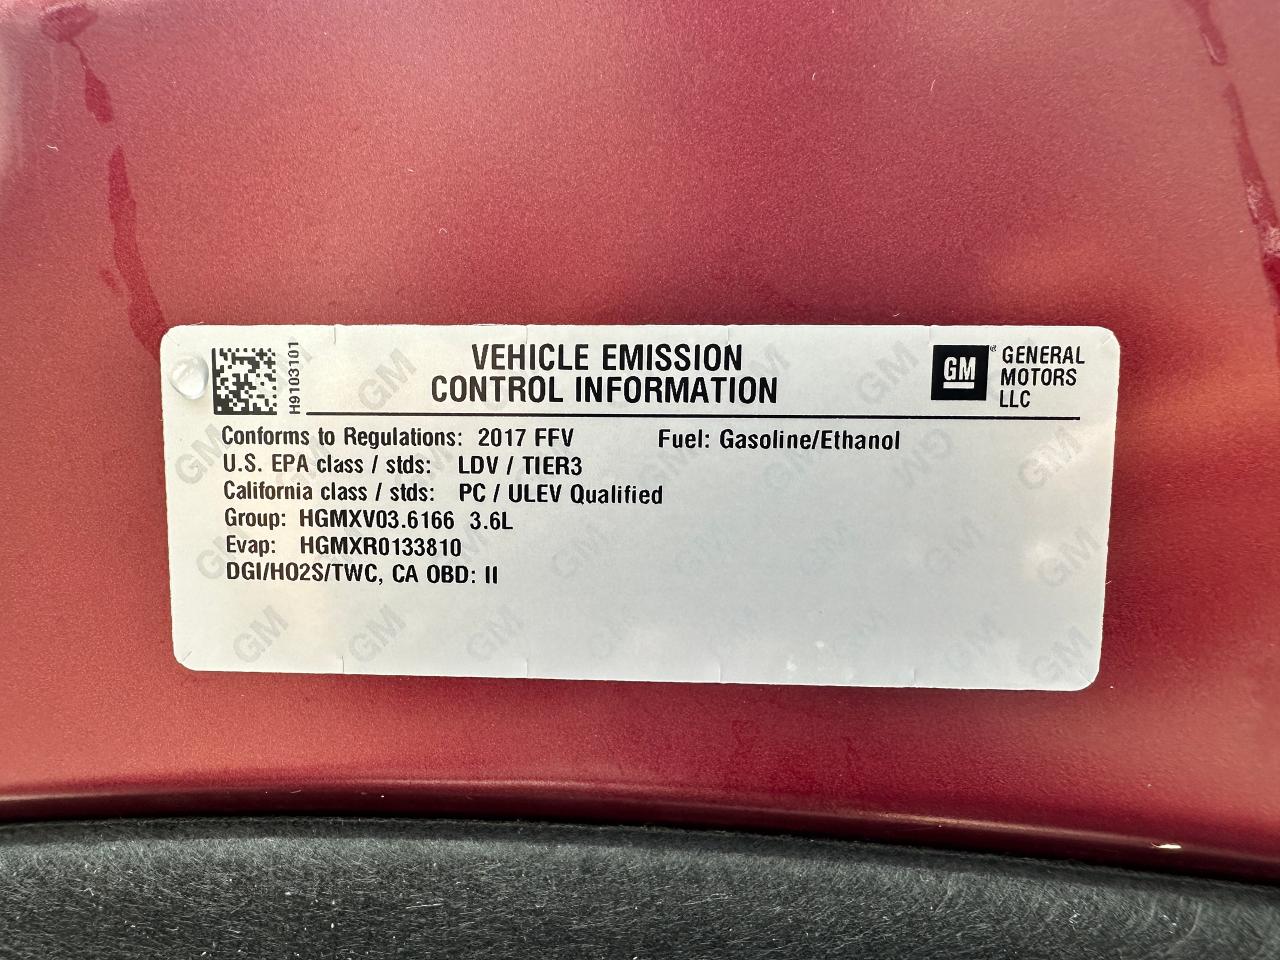 H9103101
VEHICLE EMISSION
CONTROL INFORMATION
GM
®
GENERAL
MOTORS
LLC
Conforms to Regulations: 2017 FFV Fuel: Gasoline/Ethanol
U.S. EPA class / stds: LDV / TIER3
California class / stds: PC / ULEV Qualified
Group: HGMXV03.6166 3.6L
Evap: HGMXR0133810
DGI/HO2S/TWC, CA OBD: II